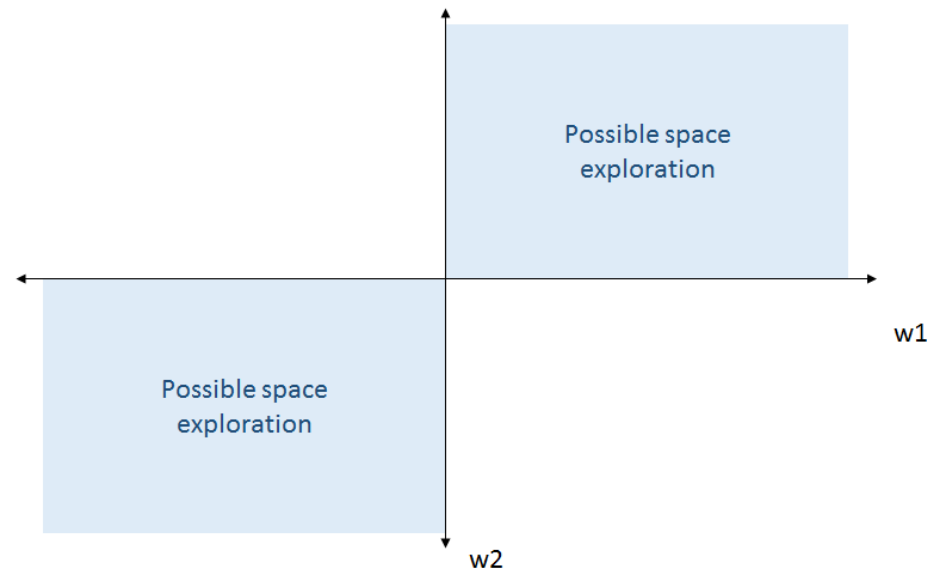 Possible space
exploration
w1
Possible space
exploration
w2